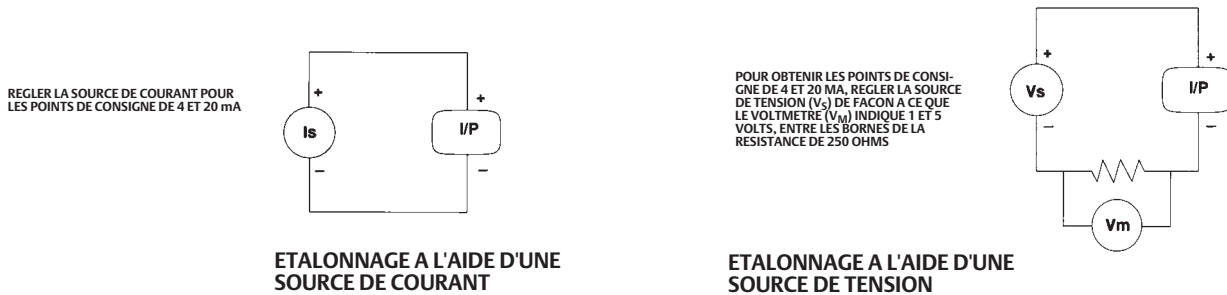 REGLER LA SOURCE DE COURANT POUR
LES POINTS DE CONSIGNE DE 4 ET 20 mA
+
+
Is
I/P
−
−
ETALONNAGE A L'AIDE D'UNE
SOURCE DE COURANT
POUR OBTENIR LES POINTS DE CONSI-
GNE DE 4 ET 20 MA, REGLER LA SOURCE
DE TENSION (VS) DE FACON A CE QUE
LE VOLTMETRE (VM) INDIQUE 1 ET 5
VOLTS, ENTRE LES BORNES DE LA
RESISTANCE DE 250 OHMS
+
+
Vs
I/P
−
−
Vm
ETALONNAGE A L'AIDE D'UNE
SOURCE DE TENSION